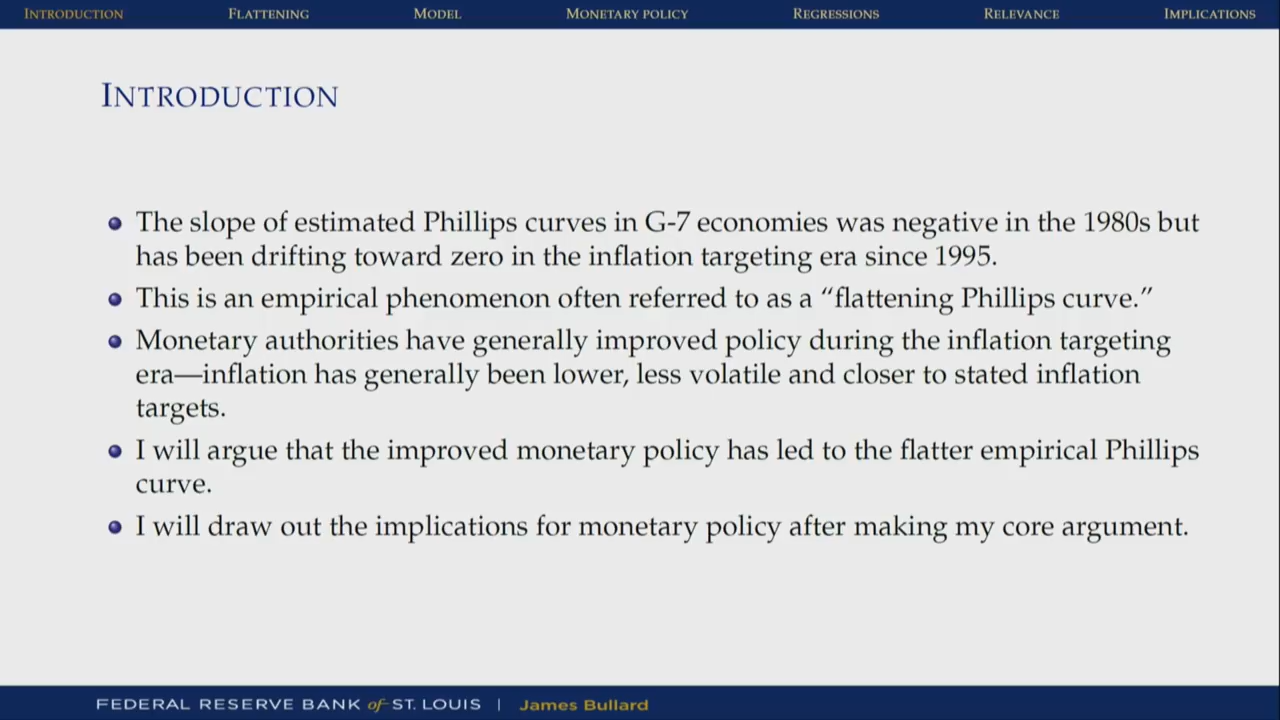 INTRODUCTION FLATTENING MODEL MONETARY POLICY REGRESSIONS RELEVANCE IMPLICATIONS
INTRODUCTION
The slope of estimated Phillips curves in G-7 economies was negative in the 1980s but
has been drifting toward zero in the inflation targeting era since 1995.
This is an empirical phenomenon often referred to as a “flattening Phillips curve.”
Monetary authorities have generally improved policy during the inflation targeting
era—inflation has generally been lower, less volatile and closer to stated inflation
targets.
I will argue that the improved monetary policy has led to the flatter empirical Phillips
curve.
I will draw out the implications for monetary policy after making my core argument.
FEDERAL RESERVE BANK of ST. LOUIS | James Bullard